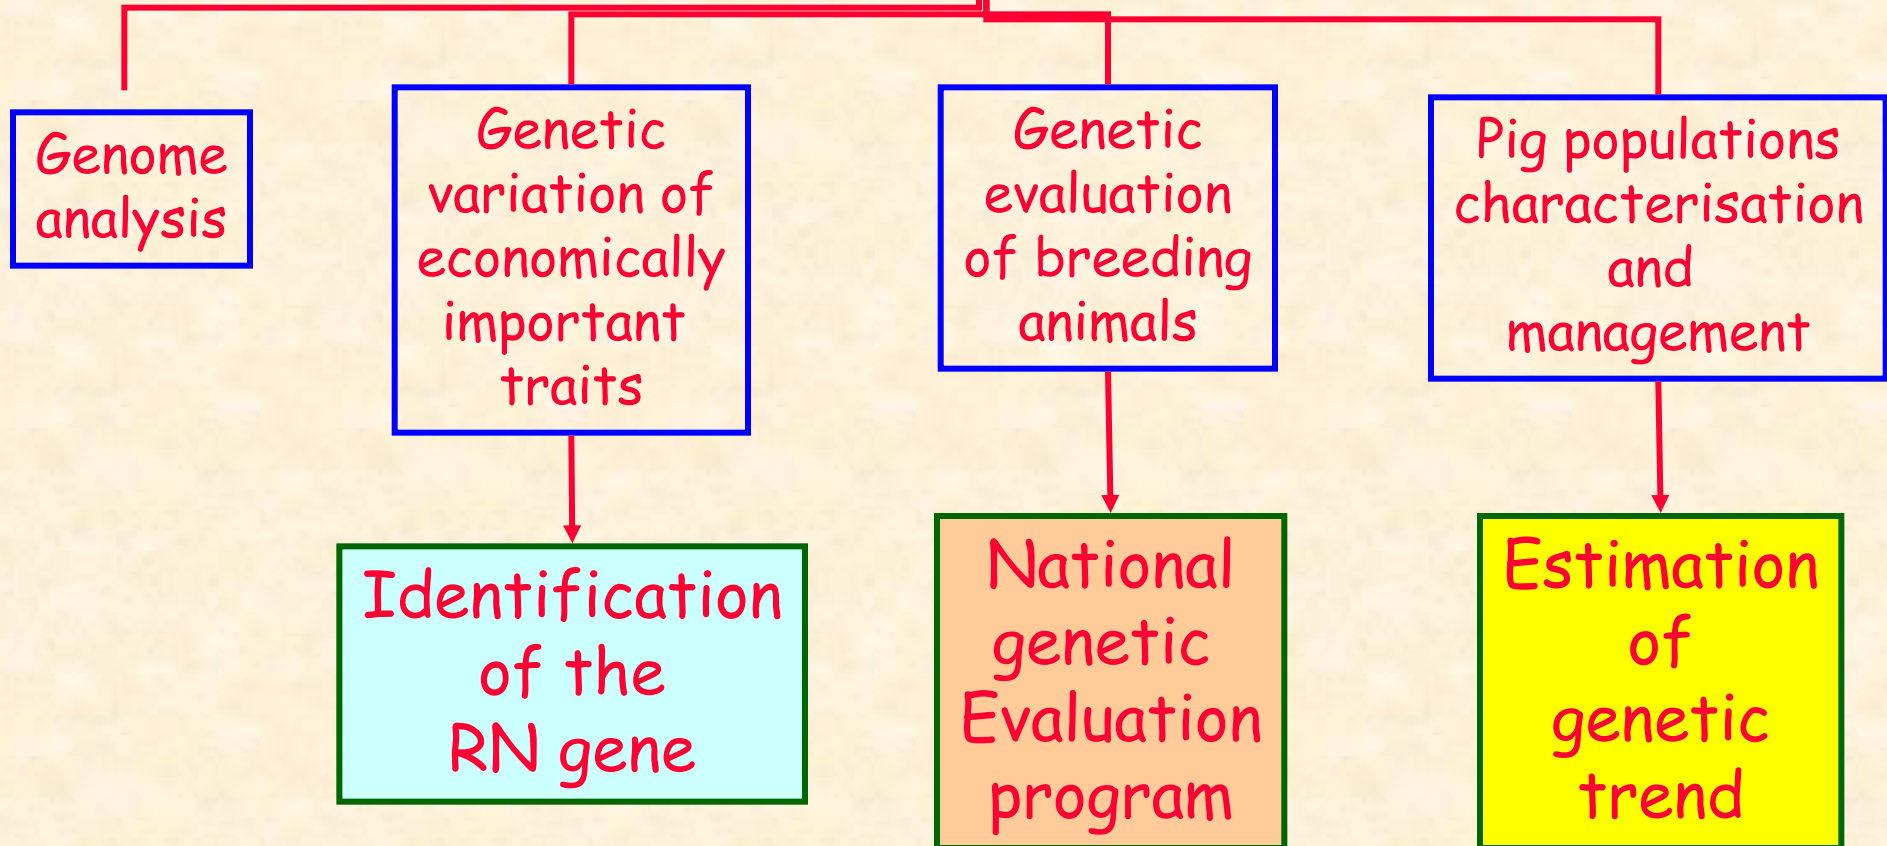 Genome
analysis
Genetic
variation of
economically
important
traits
Genetic
evaluation
of breeding
animals
Pig populations
characterisation
and
management
Identification
of the
RN gene
National
genetic
Evaluation
program
Estimation
of
genetic
trend